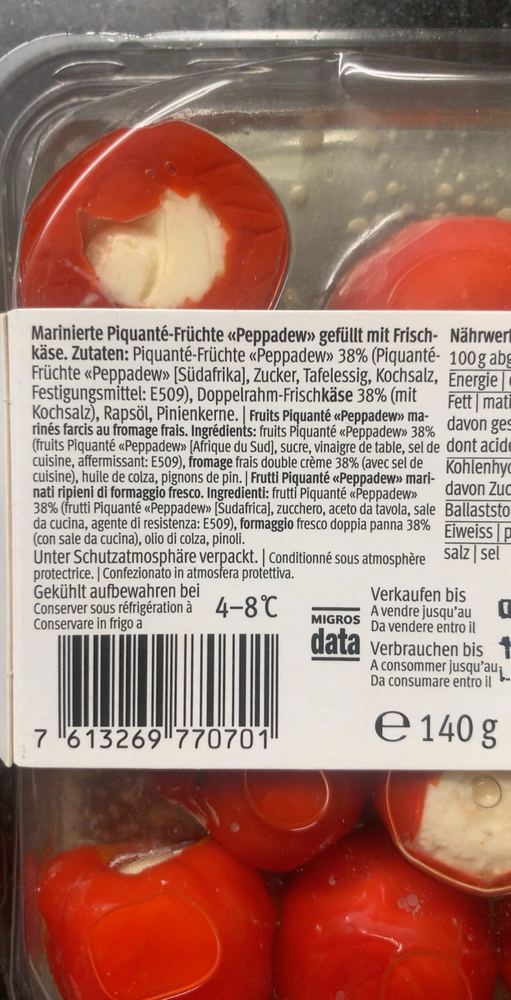 Marinierte Piquanté-Früchte «Peppadew» gefüllt mit Frisch-
käse. Zutaten: Piquanté-Früchte «Peppadew» 38% (Piquanté-
Früchte «Peppadew» [Südafrika], Zucker, Tafelessig, Kochsalz,
Festigungsmittel: E509), Doppelrahm-Frischkäse 38% (mit
Kochsalz), Rapsöl, Pinienkerne. | Fruits Piquanté «Peppadew» ma-
rinés farcis au fromage frais. Ingrédients: fruits Piquanté «Peppadew» 38%
(fruits Piquanté «Peppadew» [Afrique du Sud], sucre, vinaigre de table, sel de
cuisine, affermissant: E509), fromage frais double crème 38% (avec sel de
cuisine), huile de colza, pignons de pin. | Frutti Piquanté «Peppadew» mari-
nati ripieni di formaggio fresco. Ingredienti: frutti Piquanté «Peppadew»
38% (frutti Piquanté «Peppadew» [Sudafrica], zucchero, aceto da tavola, sale
da cucina, agente di resistenza: E509), formaggio fresco doppia panna 38%
(con sale da cucina), olio di colza, pinoli.
Unter Schutzatmosphäre verpackt. | Conditionné sous atmosphère
protectrice. | Confezionato in atmosfera protettiva.
Gekühlt aufbewahren bei
Conserver sous réfrigération à
Conservare in frigo a
4–8°C
7 613269 770701
MIGROS
data
Verkaufen bis
A vendre jusqu'au
Da vendere entro il
Verbrauchen bis
A consommer jusqu'au
Da consumare entro il
e 140 g
Nährwert
100 g abg
Energie |
Fett | mati
davon ges
dont acide
Kohlenhyd
davon Zuc
Ballaststo
Eiweiss | p
salz | sel